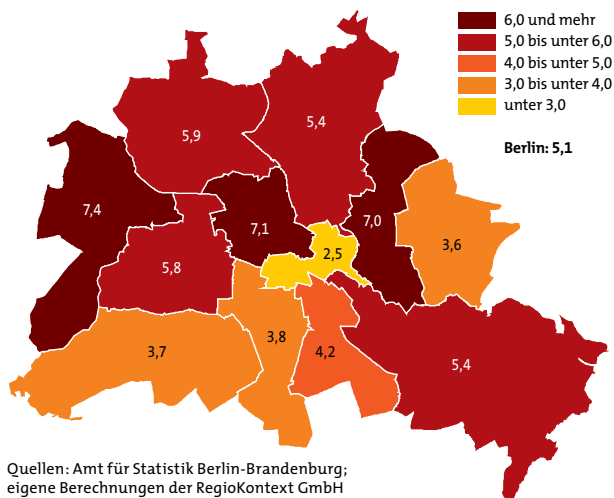 6,0 und mehr
5,0 bis unter 6,0
4,0 bis unter 5,0
3,0 bis unter 4,0
unter 3,0
Berlin: 5,1
5,9
5,4
7,4
7,1
7,0
2,5
3,6
5,8
3,7
3,8
4,2
5,4
Quellen: Amt für Statistik Berlin-Brandenburg;
eigene Berechnungen der RegioKontext GmbH